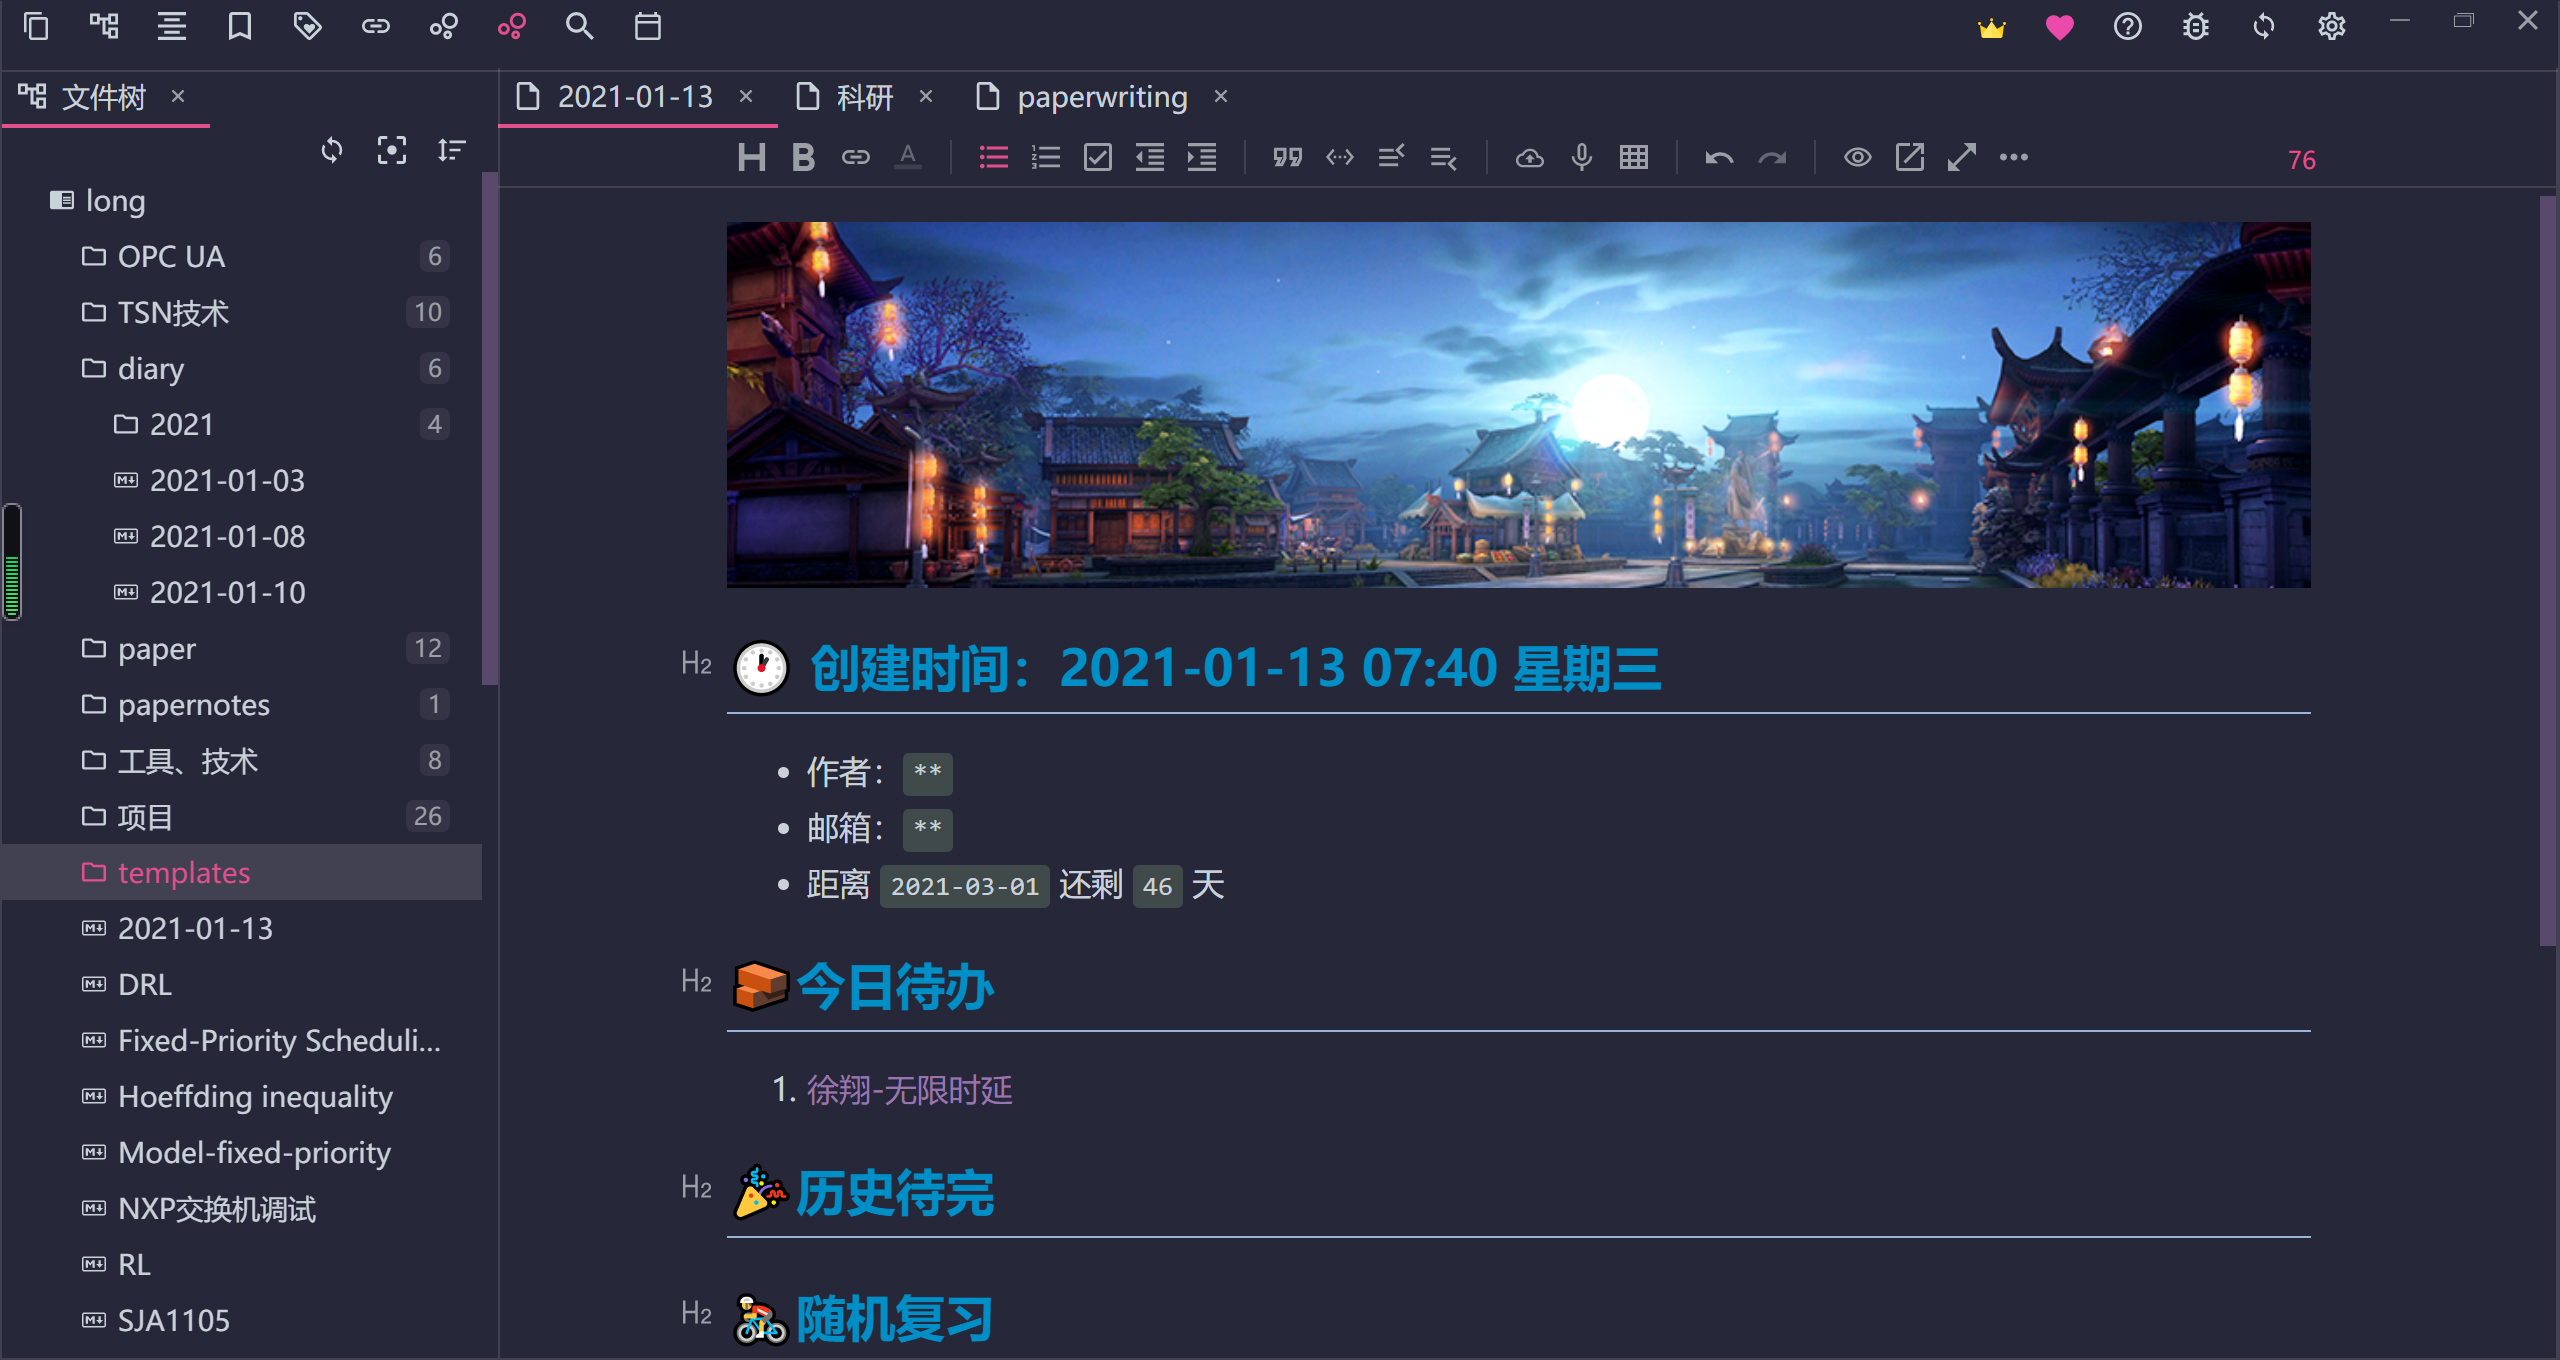 文件树
2021-01-13
科研
paperwriting
H B A
76
long
OPC UA 6
TSN技术 10
diary 6
2021 4
2021-01-03
2021-01-08
2021-01-10
paper 12
papernotes 1
工具、技术 8
项目 26
templates
2021-01-13
DRL
Fixed-Priority Scheduli...
Hoeffding inequality
Model-fixed-priority
NXP交换机调试
RL
SJA1105
H2 创建时间：2021-01-13 07:40 星期三
作者： **
邮箱： **
距离 2021-03-01 还剩 46 天
H2 今日待办
1. 徐翔-无限时延
H2 历史待完
H2 随机复习